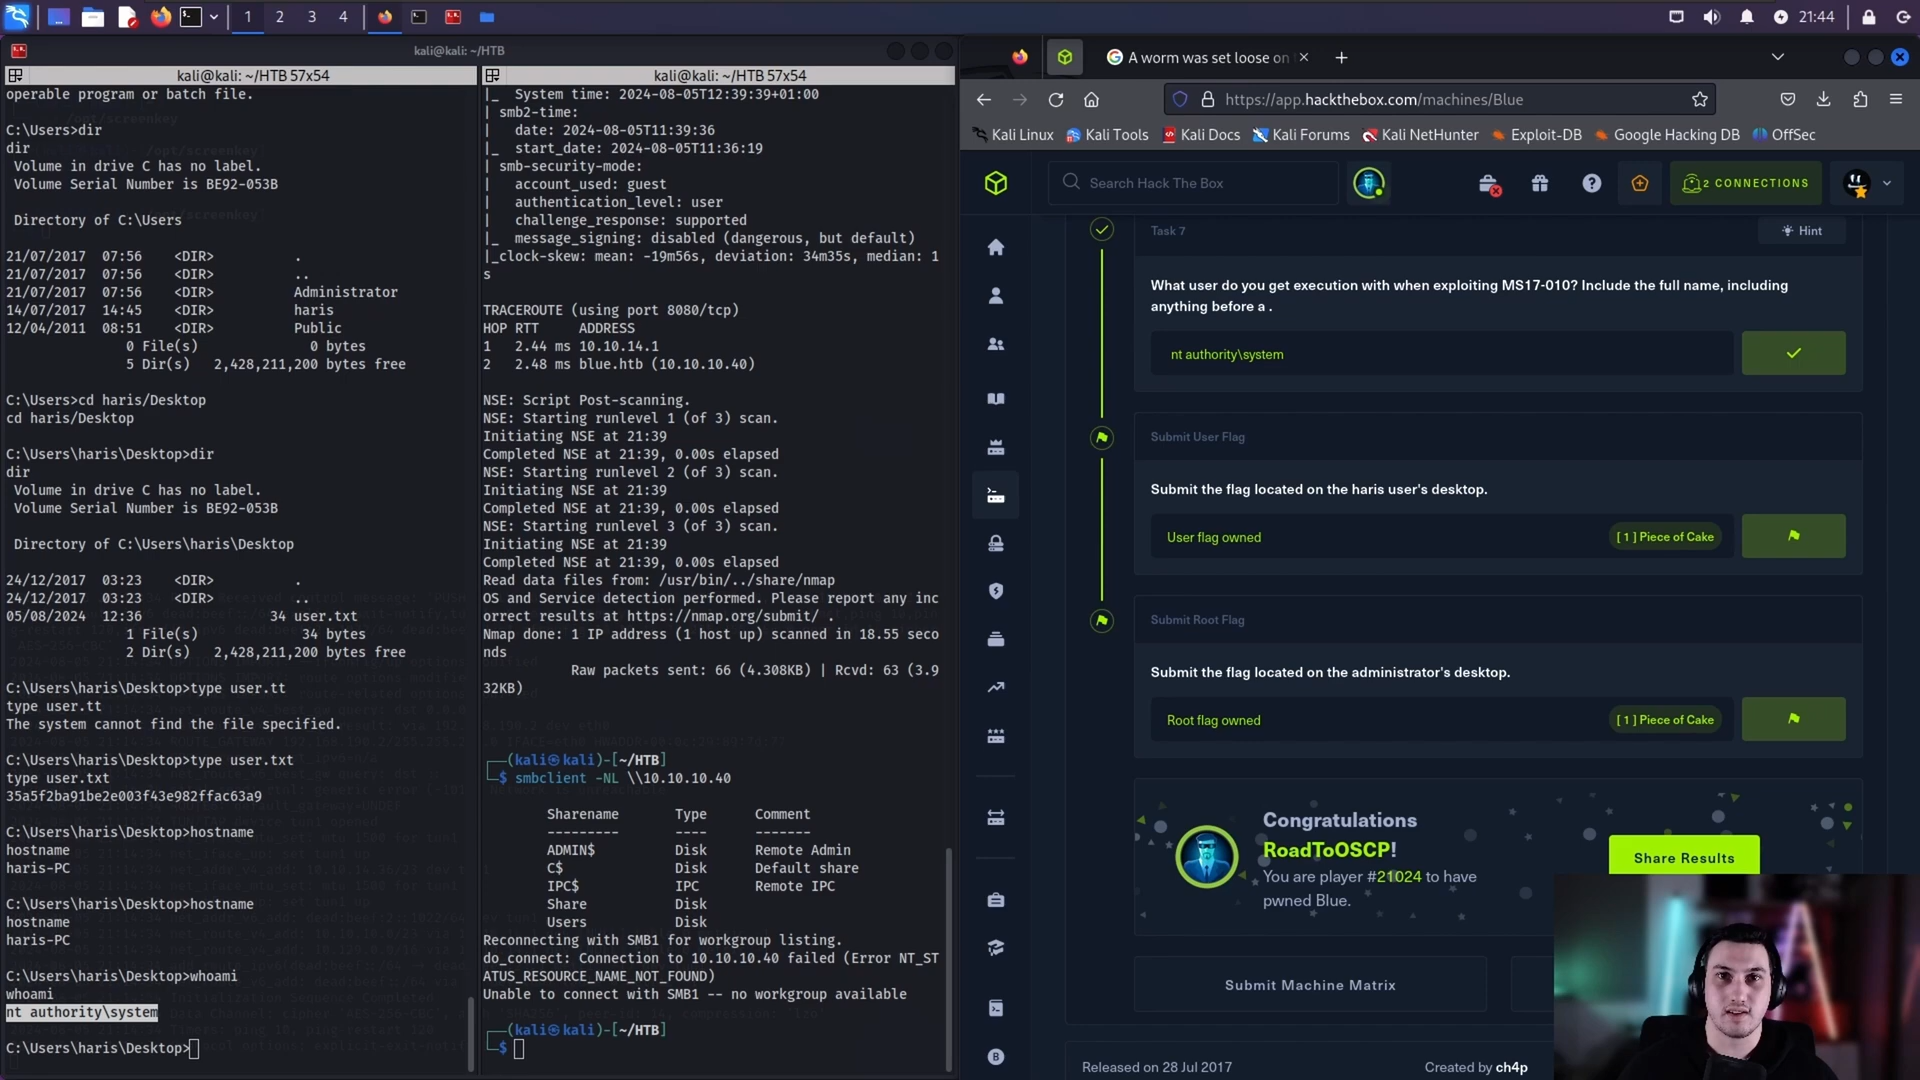 1
2
3
4
21:44
kali@kali: ~/HTB
kali@kali: ~/HTB 57x54
operable program or batch file.
C:\Users>dir
dir
 Volume in drive C has no label.
 Volume Serial Number is BE92-053B
 Directory of C:\Users
21/07/2017  07:56    <DIR>          .
21/07/2017  07:56    <DIR>          ..
21/07/2017  07:56    <DIR>          Administrator
14/07/2017  14:45    <DIR>          haris
12/04/2011  08:51    <DIR>          Public
0 File(s)              0 bytes
5 Dir(s)   2,428,211,200 bytes free
C:\Users>cd haris/Desktop
cd haris/Desktop
C:\Users\haris\Desktop>dir
dir
 Volume in drive C has no label.
 Volume Serial Number is BE92-053B
 Directory of C:\Users\haris\Desktop
24/12/2017  03:23    <DIR>          .
24/12/2017  03:23    <DIR>          ..
05/08/2024  12:36                34 user.txt
1 File(s)             34 bytes
2 Dir(s)   2,428,211,200 bytes free
C:\Users\haris\Desktop>type user.tt
type user.tt
The system cannot find the file specified.
C:\Users\haris\Desktop>type user.txt
type user.txt
35a5f2ba91be2e003f43e982ffac63a9
C:\Users\haris\Desktop>hostname
hostname
haris-PC
C:\Users\haris\Desktop>hostname
hostname
haris-PC
C:\Users\haris\Desktop>whoami
whoami
nt authority\system
C:\Users\haris\Desktop>
kali@kali: ~/HTB 57x54
|_  System time: 2024-08-05T12:39:39+01:00
| smb2-time:
|   date: 2024-08-05T11:39:36
|_  start_date: 2024-08-05T11:36:19
| smb-security-mode:
|   account_used: guest
|   authentication_level: user
|   challenge_response: supported
|_  message_signing: disabled (dangerous, but default)
|_clock-skew: mean: -19m56s, deviation: 34m35s, median: 1
s
TRACEROUTE (using port 8080/tcp)
HOP RTT     ADDRESS
1   2.44 ms 10.10.14.1
2   2.48 ms blue.htb (10.10.10.40)
NSE: Script Post-scanning.
NSE: Starting runlevel 1 (of 3) scan.
Initiating NSE at 21:39
Completed NSE at 21:39, 0.00s elapsed
NSE: Starting runlevel 2 (of 3) scan.
Initiating NSE at 21:39
Completed NSE at 21:39, 0.00s elapsed
NSE: Starting runlevel 3 (of 3) scan.
Initiating NSE at 21:39
Completed NSE at 21:39, 0.00s elapsed
Read data files from: /usr/bin/../share/nmap
OS and Service detection performed. Please report any inc
orrect results at https://nmap.org/submit/ .
Nmap done: 1 IP address (1 host up) scanned in 18.55 seco
nds
Raw packets sent: 66 (4.308KB) | Rcvd: 63 (3.9
32KB)
┌──(kali㉿kali)-[~/HTB]
└─$ smbclient -NL \\10.10.10.40
Sharename       Type      Comment
---------       ----      -------
ADMIN$          Disk      Remote Admin
C$              Disk      Default share
IPC$            IPC       Remote IPC
Share           Disk
Users           Disk
Reconnecting with SMB1 for workgroup listing.
do_connect: Connection to 10.10.10.40 failed (Error NT_ST
ATUS_RESOURCE_NAME_NOT_FOUND)
Unable to connect with SMB1 -- no workgroup available
┌──(kali㉿kali)-[~/HTB]
└─$
A worm was set loose on
https://app.hackthebox.com/machines/Blue
Kali Linux
Kali Tools
Kali Docs
Kali Forums
Kali NetHunter
Exploit-DB
Google Hacking DB
OffSec
Search Hack The Box
2 CONNECTIONS
Task 7
Hint
What user do you get execution with when exploiting MS17-010? Include the full name, including
anything before a .
nt authority\system
Submit User Flag
Submit the flag located on the haris user's desktop.
User flag owned
[ 1 ] Piece of Cake
Submit Root Flag
Submit the flag located on the administrator's desktop.
Root flag owned
[ 1 ] Piece of Cake
Congratulations
RoadToOSCP!
You are player #21024 to have
pwned Blue.
Share Results
Submit Machine Matrix
B
Released on 28 Jul 2017
Created by ch4p